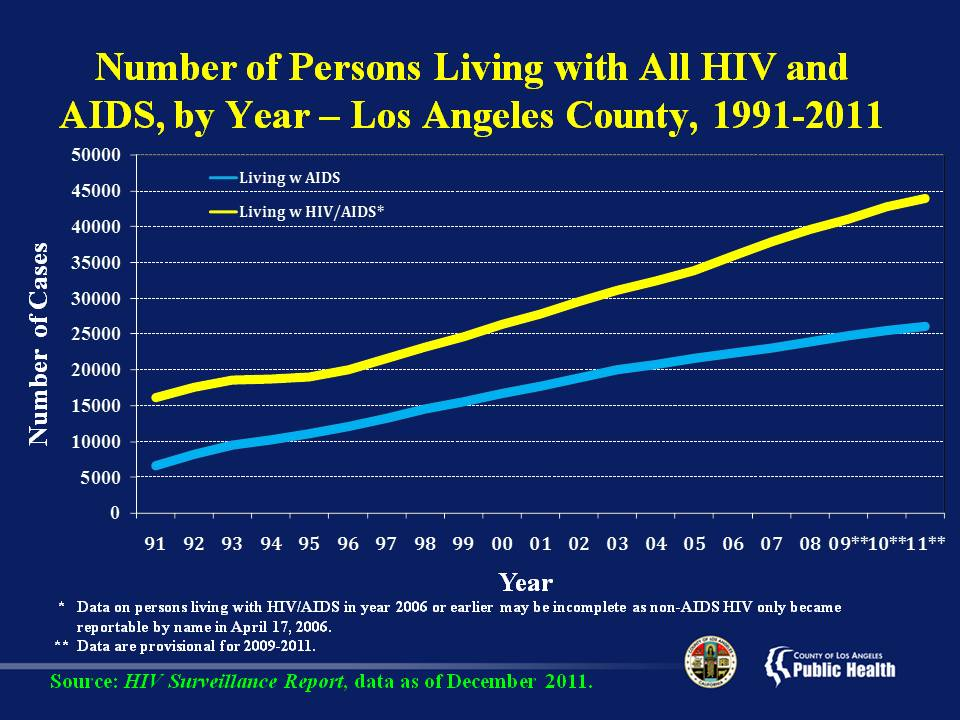 Number of Persons Living with All HIV and
AIDS, by Year – Los Angeles County, 1991-2011
50000
45000
40000
35000
30000
25000
20000
15000
10000
5000
0
Living w AIDS
Living w HIV/AIDS*
Number of Cases
91 92 93 94 95 96 97 98 99 00 01 02 03 04 05 06 07 08 09**10**11**
Year
* Data on persons living with HIV/AIDS in year 2006 or earlier may be incomplete as non-AIDS HIV only became
reportable by name in April 17, 2006.
** Data are provisional for 2009-2011.
COUNTY OF LOS ANGELES
Public Health
Source: HIV Surveillance Report, data as of December 2011.